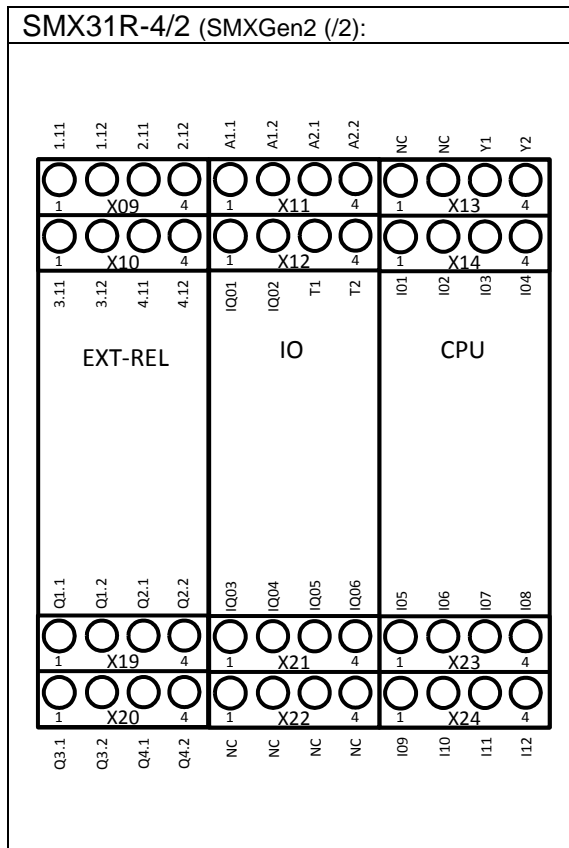 SMX31R-4/2 (SMXGen2 (/2):
1.11 1.12 2.11 2.12 A1.1 A1.2 A2.1 A2.2 NC NC Y1 Y2
1 X09 4 1 X11 4 1 X13 4
1 X10 4 1 X12 4 1 X14 4
3.11 3.12 4.11 4.12 IQ01 IQ02 T1 T2 I01 I02 I03 I04
EXT-REL IO CPU
Q1.1 Q1.2 Q2.1 Q2.2 IQ03 IQ04 IQ05 IQ06 I05 I06 I07 I08
1 X19 4 1 X21 4 1 X23 4
1 X20 4 1 X22 4 1 X24 4
Q3.1 Q3.2 Q4.1 Q4.2 NC NC NC NC I09 I10 I11 I12